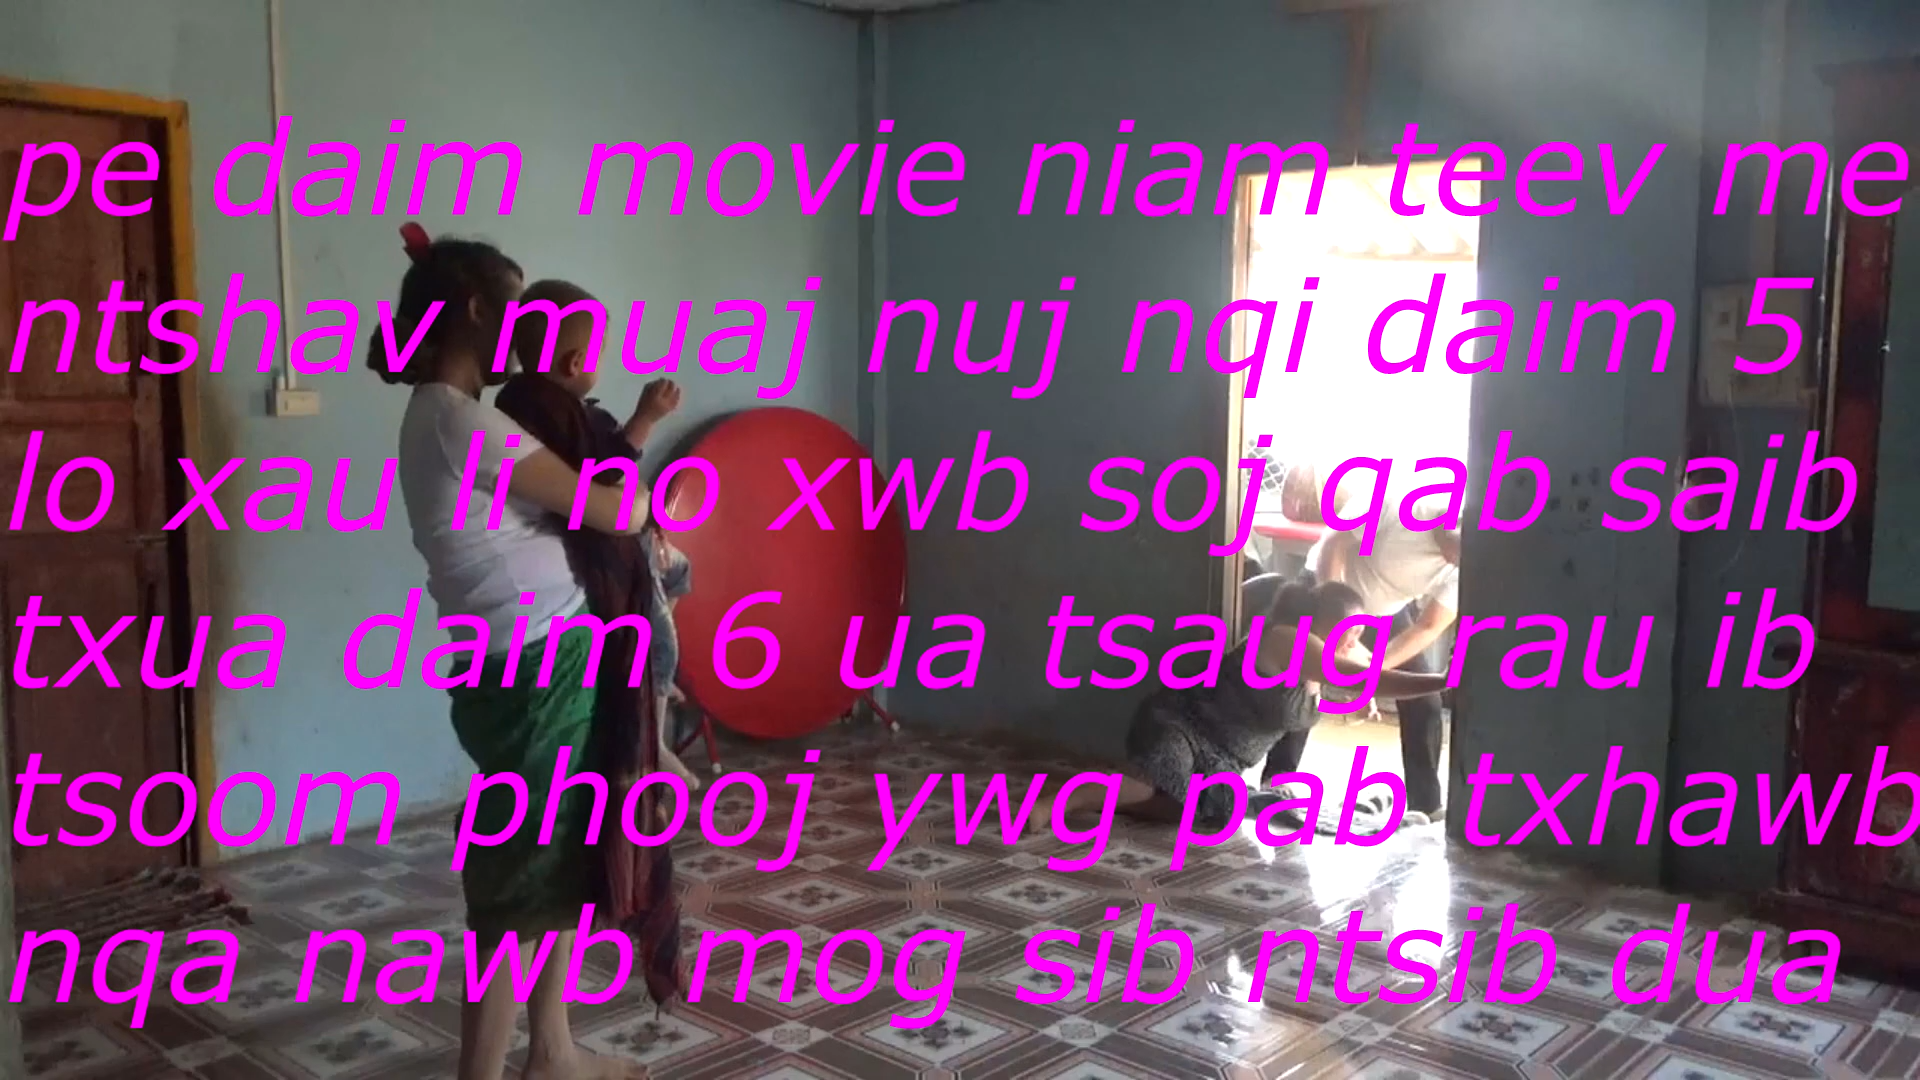 pe daim movie niam teev me
ntshav muaj nuj nqi daim 5
lo xau li no xwb soj qab saib
txua daim 6 ua tsaug rau ib
tsoom phooj ywg pab txhawb
nqa nawb mog sib ntsib dua